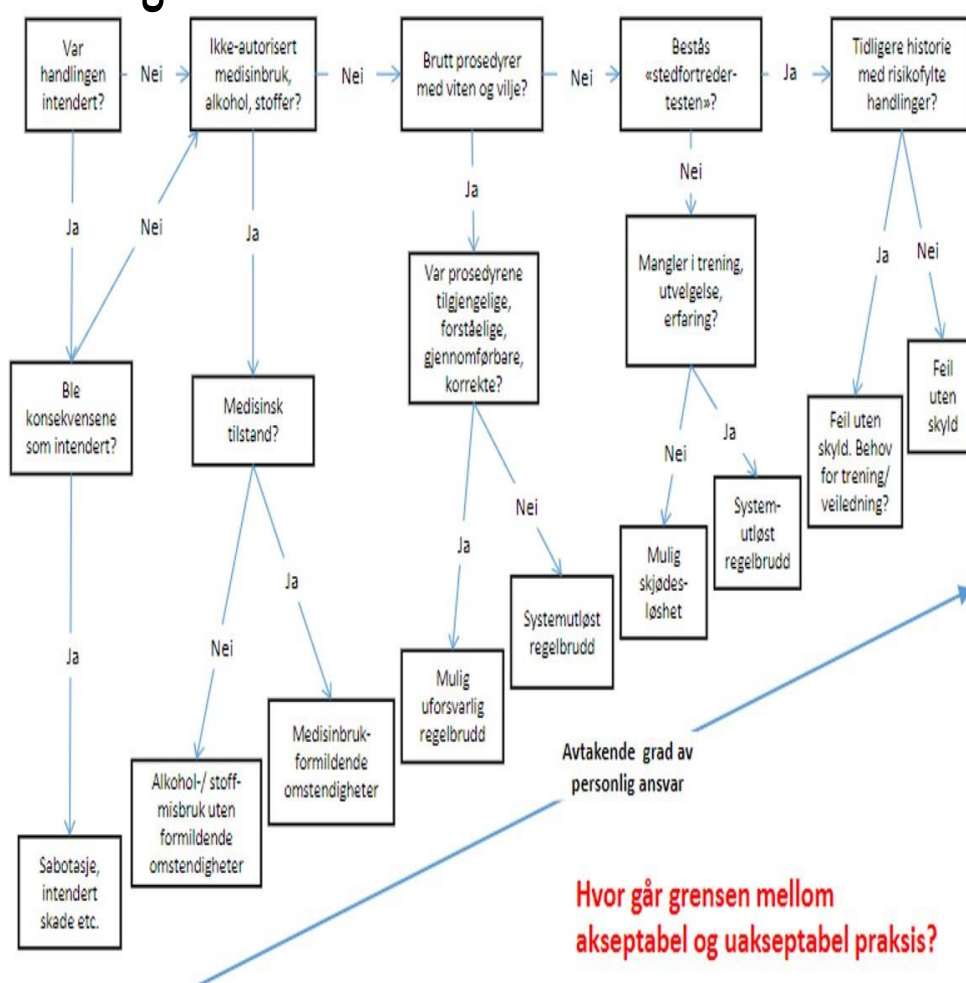 g
Var
handlingen
intendert?
Nei
Ikke-autorisert
medisinbruk,
alkohol, stoffer?
Nei
Brutt prosedyrer
med viten og vilje?
Nei
Bestås
«stedfortreder-
testen»?
Ja
Tidligere historie
med risikofylte
handlinger?
Ja
Nei
Ja
Ja
Nei
Ja
Nei
Ble
konsekvensene
som intendert?
Medisinsk
tilstand?
Var prosedyrene
tilgjengelige,
forståelige,
gjennomførbare,
korrekte?
Mangler i trening,
utvelgelse,
erfaring?
Ja
Nei
Ja
Ja
Nei
Nei
Ja
Sabotasje,
intendert
skade etc.
Alkohol-/ stoff-
misbruk uten
formildende
omstendigheter
Medisinbruk-
formildende
omstendigheter
Mulig
uforsvarlig
regelbrudd
Systemutløst
regelbrudd
Mulig
skjødes-
løshet
System-
utløst
regelbrudd
Feil uten
skyld. Behov
for trening/
veiledning?
Feil
uten
skyld
Avtakende grad av
personlig ansvar
Hvor går grensen mellom
akseptabel og uakseptabel praksis?